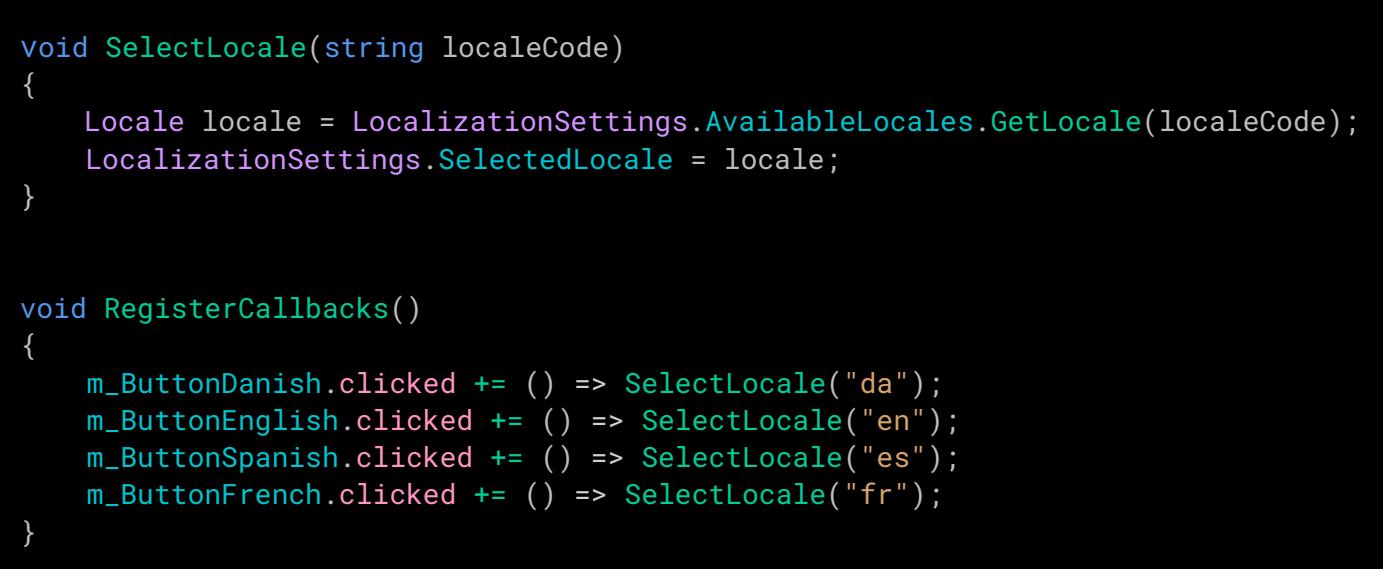 void SelectLocale(string localeCode)
{
    Locale locale = LocalizationSettings.AvailableLocales.GetLocale(localeCode);
    LocalizationSettings.SelectedLocale = locale;
}
void RegisterCallbacks()
{
    m_ButtonDanish.clicked += () => SelectLocale("da");
    m_ButtonEnglish.clicked += () => SelectLocale("en");
    m_ButtonSpanish.clicked += () => SelectLocale("es");
    m_ButtonFrench.clicked += () => SelectLocale("fr");
}